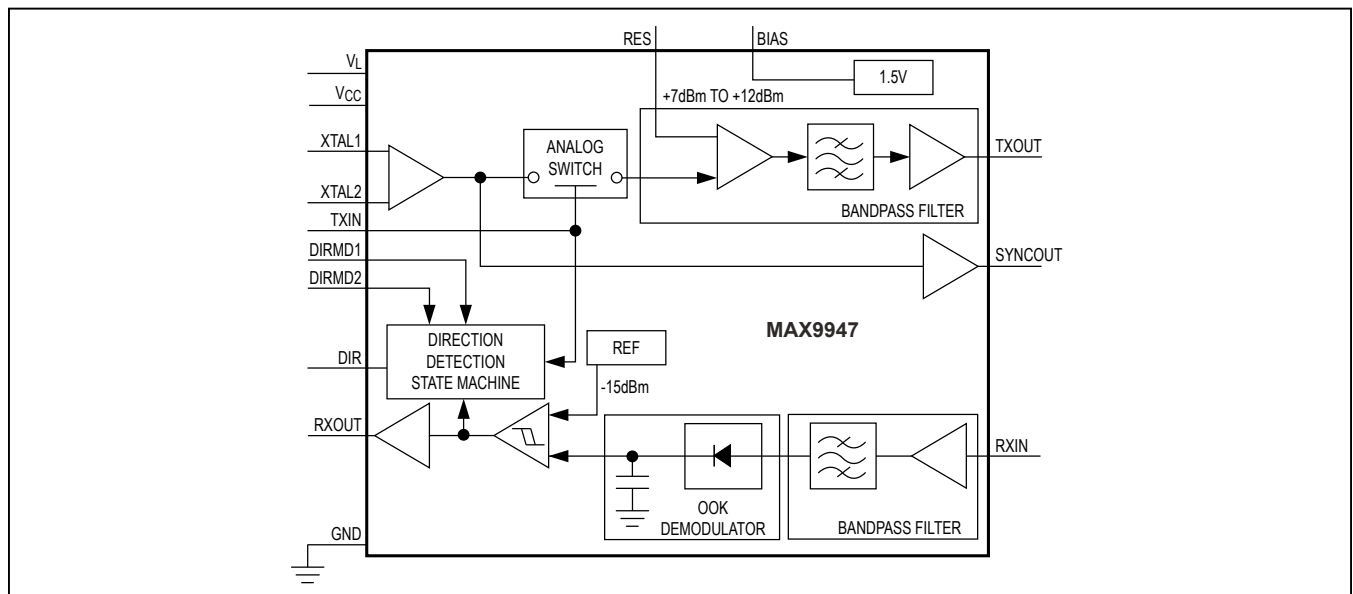 RES
BIAS
VL
1.5V
VCC
+7dBm TO +12dBm
XTAL1
ANALOG
SWITCH
TXOUT
XTAL2
BANDPASS FILTER
TXIN
DIRMD1
SYNCOUT
DIRMD2
MAX9947
DIRECTION
DETECTION
STATE MACHINE
REF
DIR
-15dBm
RXOUT
RXIN
OOK
DEMODULATOR
BANDPASS FILTER
GND